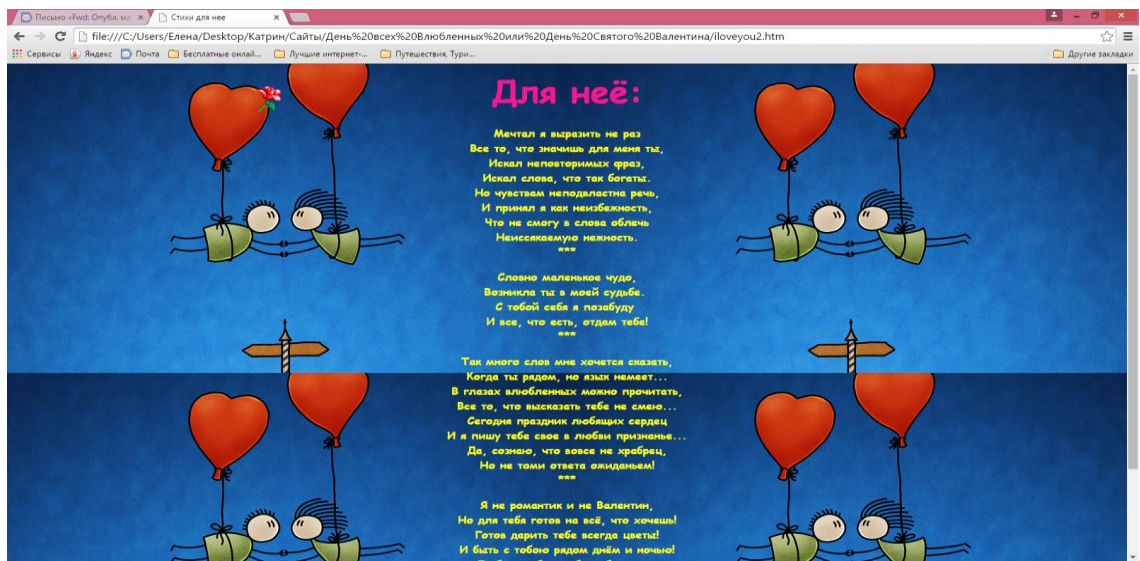 Письмо «Fwd: Опубл. ма
Стихи для нее
file:///C:/Users/Елена/Desktop/Катрин/Сайты/День%20всех%20Влюбленных%20или%20День%20Святого%20Валентина/iloveyou2.htm
Сервисы Яндекс Почта Бесплатные онлай... Лучшие интернет-... Путешествия, Тури... Другие закладки
Для неё:
Мечтал я выразить не раз
Все то, что значишь для меня ты,
Искал неповторимых фраз,
Искал слова, что так богаты.
Но чувствам неподвластна речь,
И принял я как неизбежность,
Что не смогу в слова облечь
Неиссякаемую нежность.
***
Словно маленькое чудо,
Возникла ты в моей судьбе.
С тобой себя я позабуду
И все, что есть, отдам тебе!
***
Так много слов мне хочется сказать,
Когда ты рядом, но язык немеет...
В глазах влюбленных можно прочитать,
Все то, что высказать тебе не смею...
Сегодня праздник любящих сердец
И я пишу тебе свое в любви признанье...
Да, сознаю, что вовсе не храбрец,
Но не томи ответа ожиданьем!
***
Я не романтик и не Валентин,
Но для тебя готов на всё, что хочешь!
Готов дарить тебе всегда цветы!
И быть с тобою рядом днём и ночью!